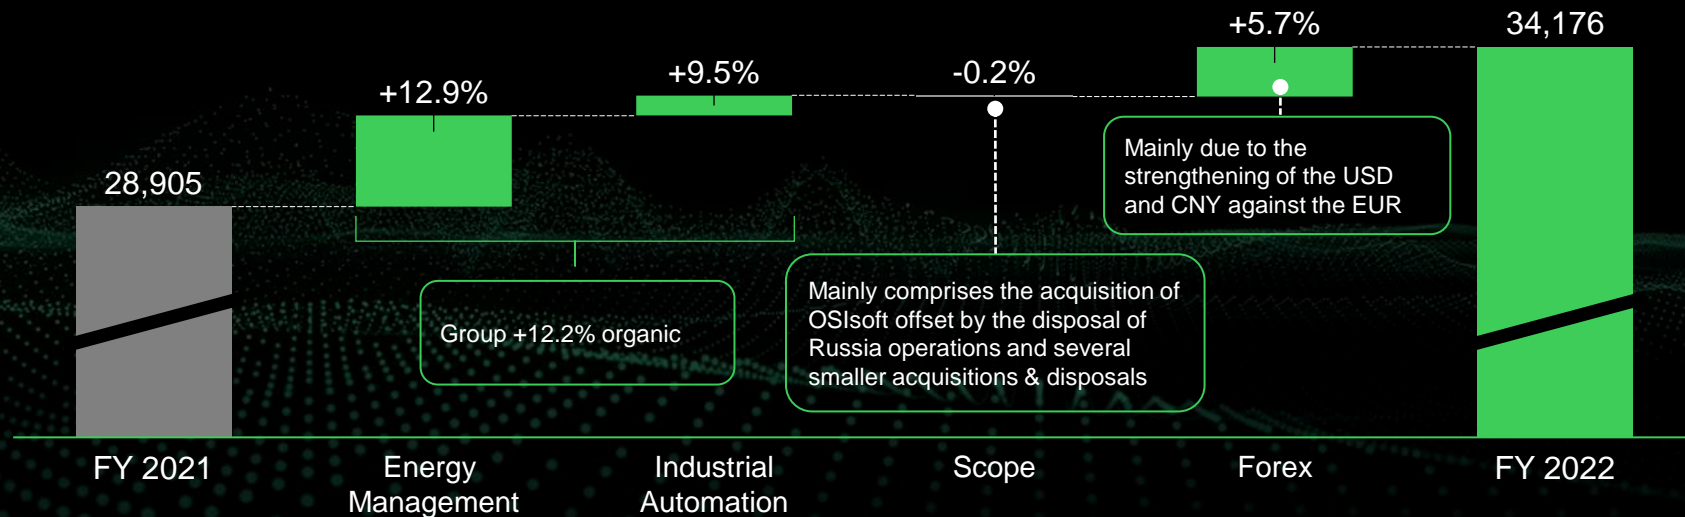 28,905
+12.9%
+9.5%
-0.2%
+5.7%
34,176
Group +12.2% organic
Mainly comprises the acquisition of
OSIsoft offset by the disposal of
Russia operations and several
smaller acquisitions & disposals
Mainly due to the
strengthening of the USD
and CNY against the EUR
FY 2021
Energy
Management
Industrial
Automation
Scope
Forex
FY 2022